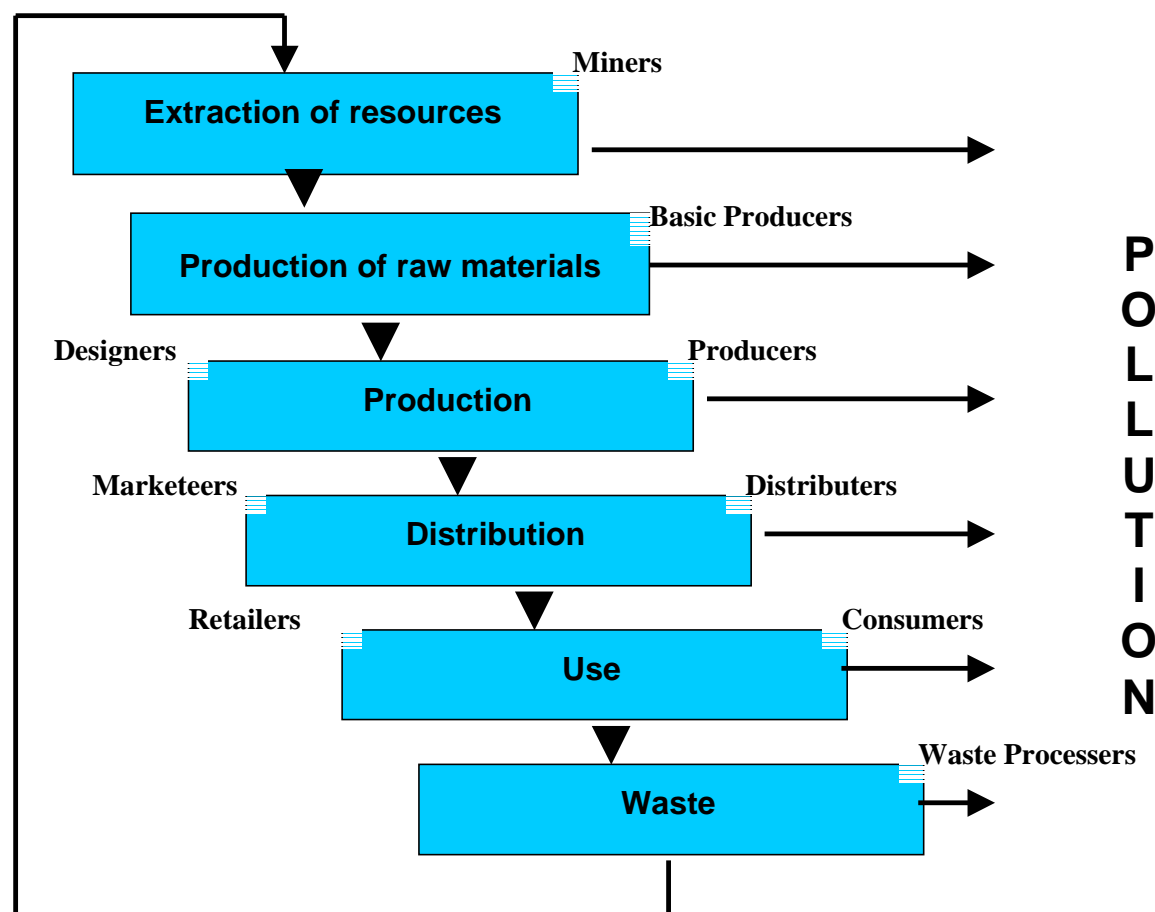 Miners
Extraction of resources
Basic Producers
Production of raw materials
Designers
Producers
Production
Marketeers
Distributers
Distribution
Retailers
Consumers
Use
Waste Processers
Waste
P
O
L
L
U
T
I
O
N